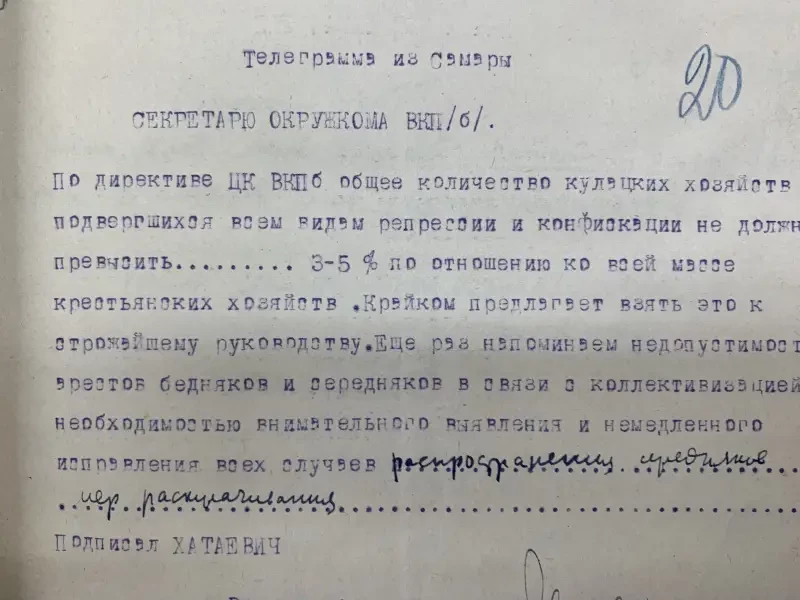 Телеграмма из Самары
20
СЕКРЕТАРЮ ОКРУЖКОМА ВКП/б/.
По директиве ЦК ВКПб общее количество кулацких хозяйств
подвергшихся всем видам репрессии и конфискации не должн
превысить......... 3-5 % по отношению ко всей массе
крестьянских хозяйств .Крайком предлагает взять это к
строжайшему руководству.Еще раз напоминаем недопустимост
арестов бедняков и середняков в связи с коллективизацией
необходимостью внимательного выявления и немедленного
исправления всех случаев распространения
мер раскулачивания
Подписал ХАТАЕВИЧ